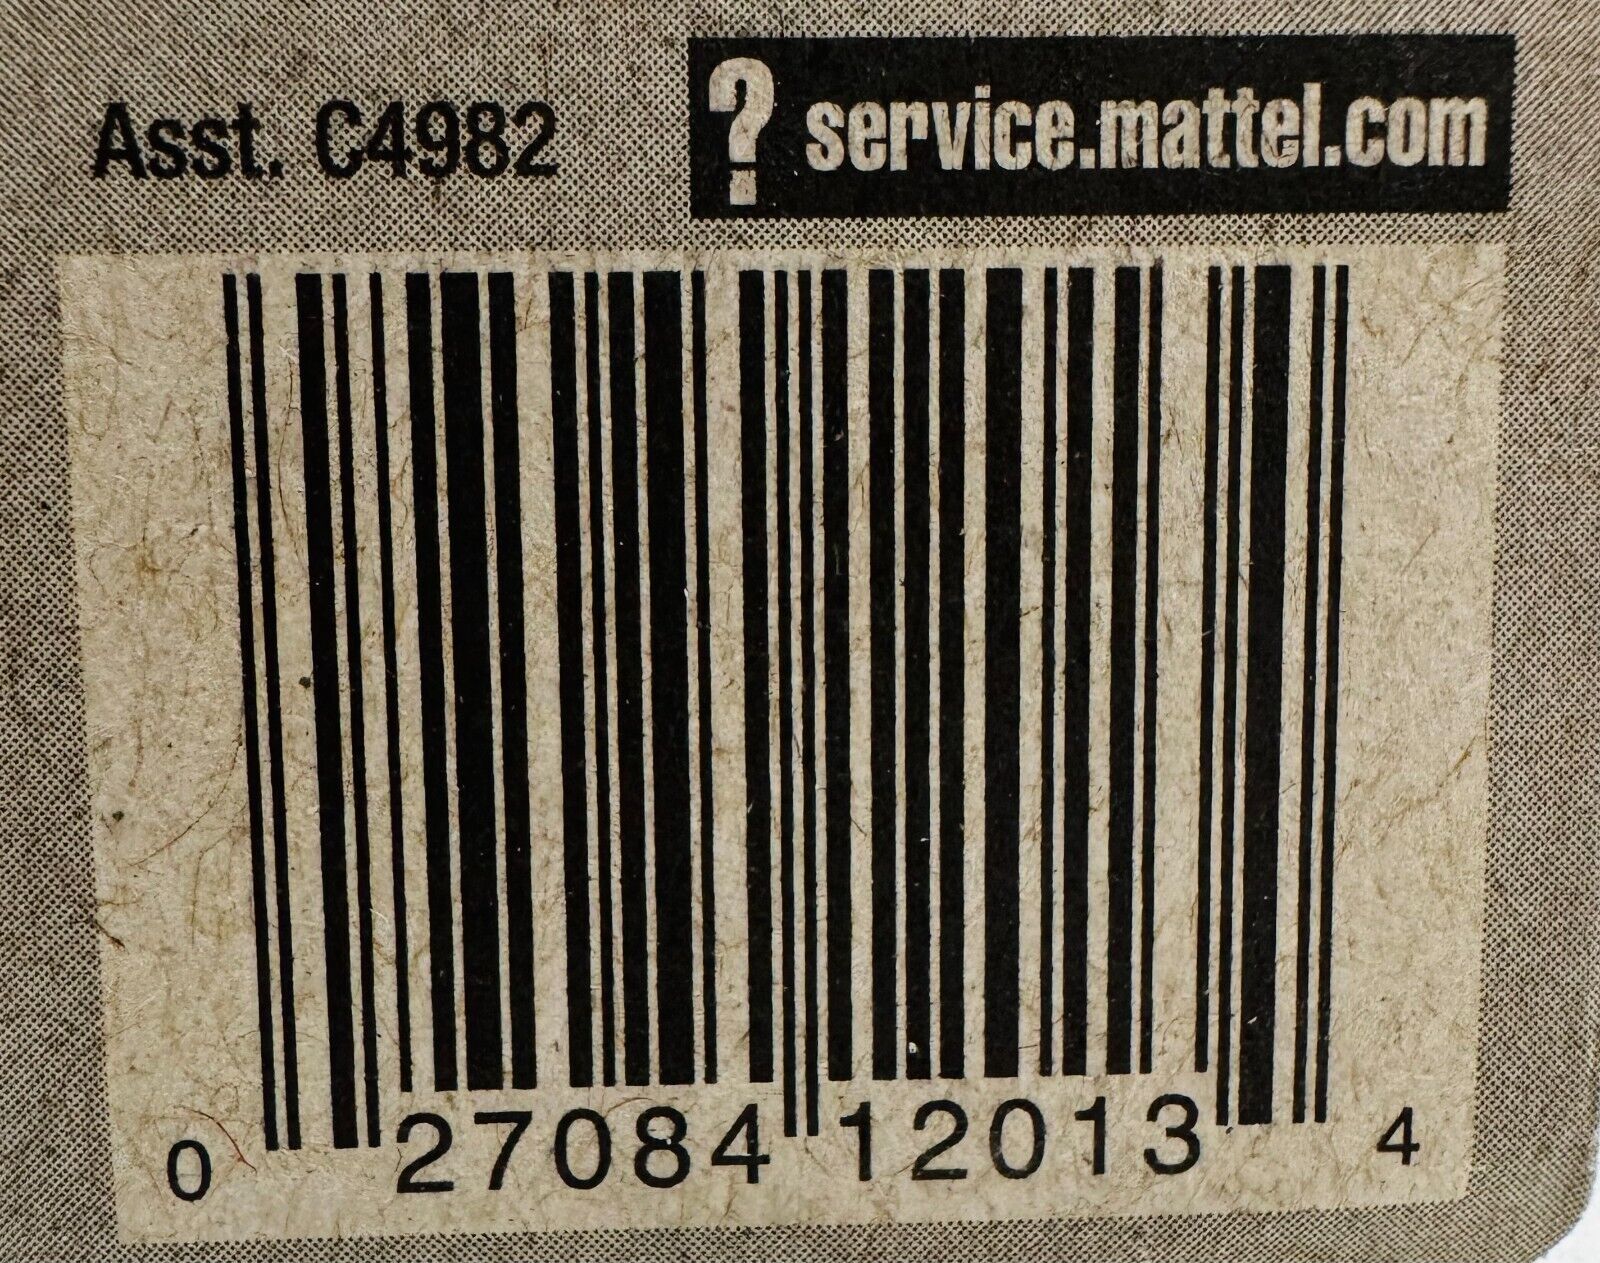 Asst. C4982
? service.mattel.com
0 27084 12013 4